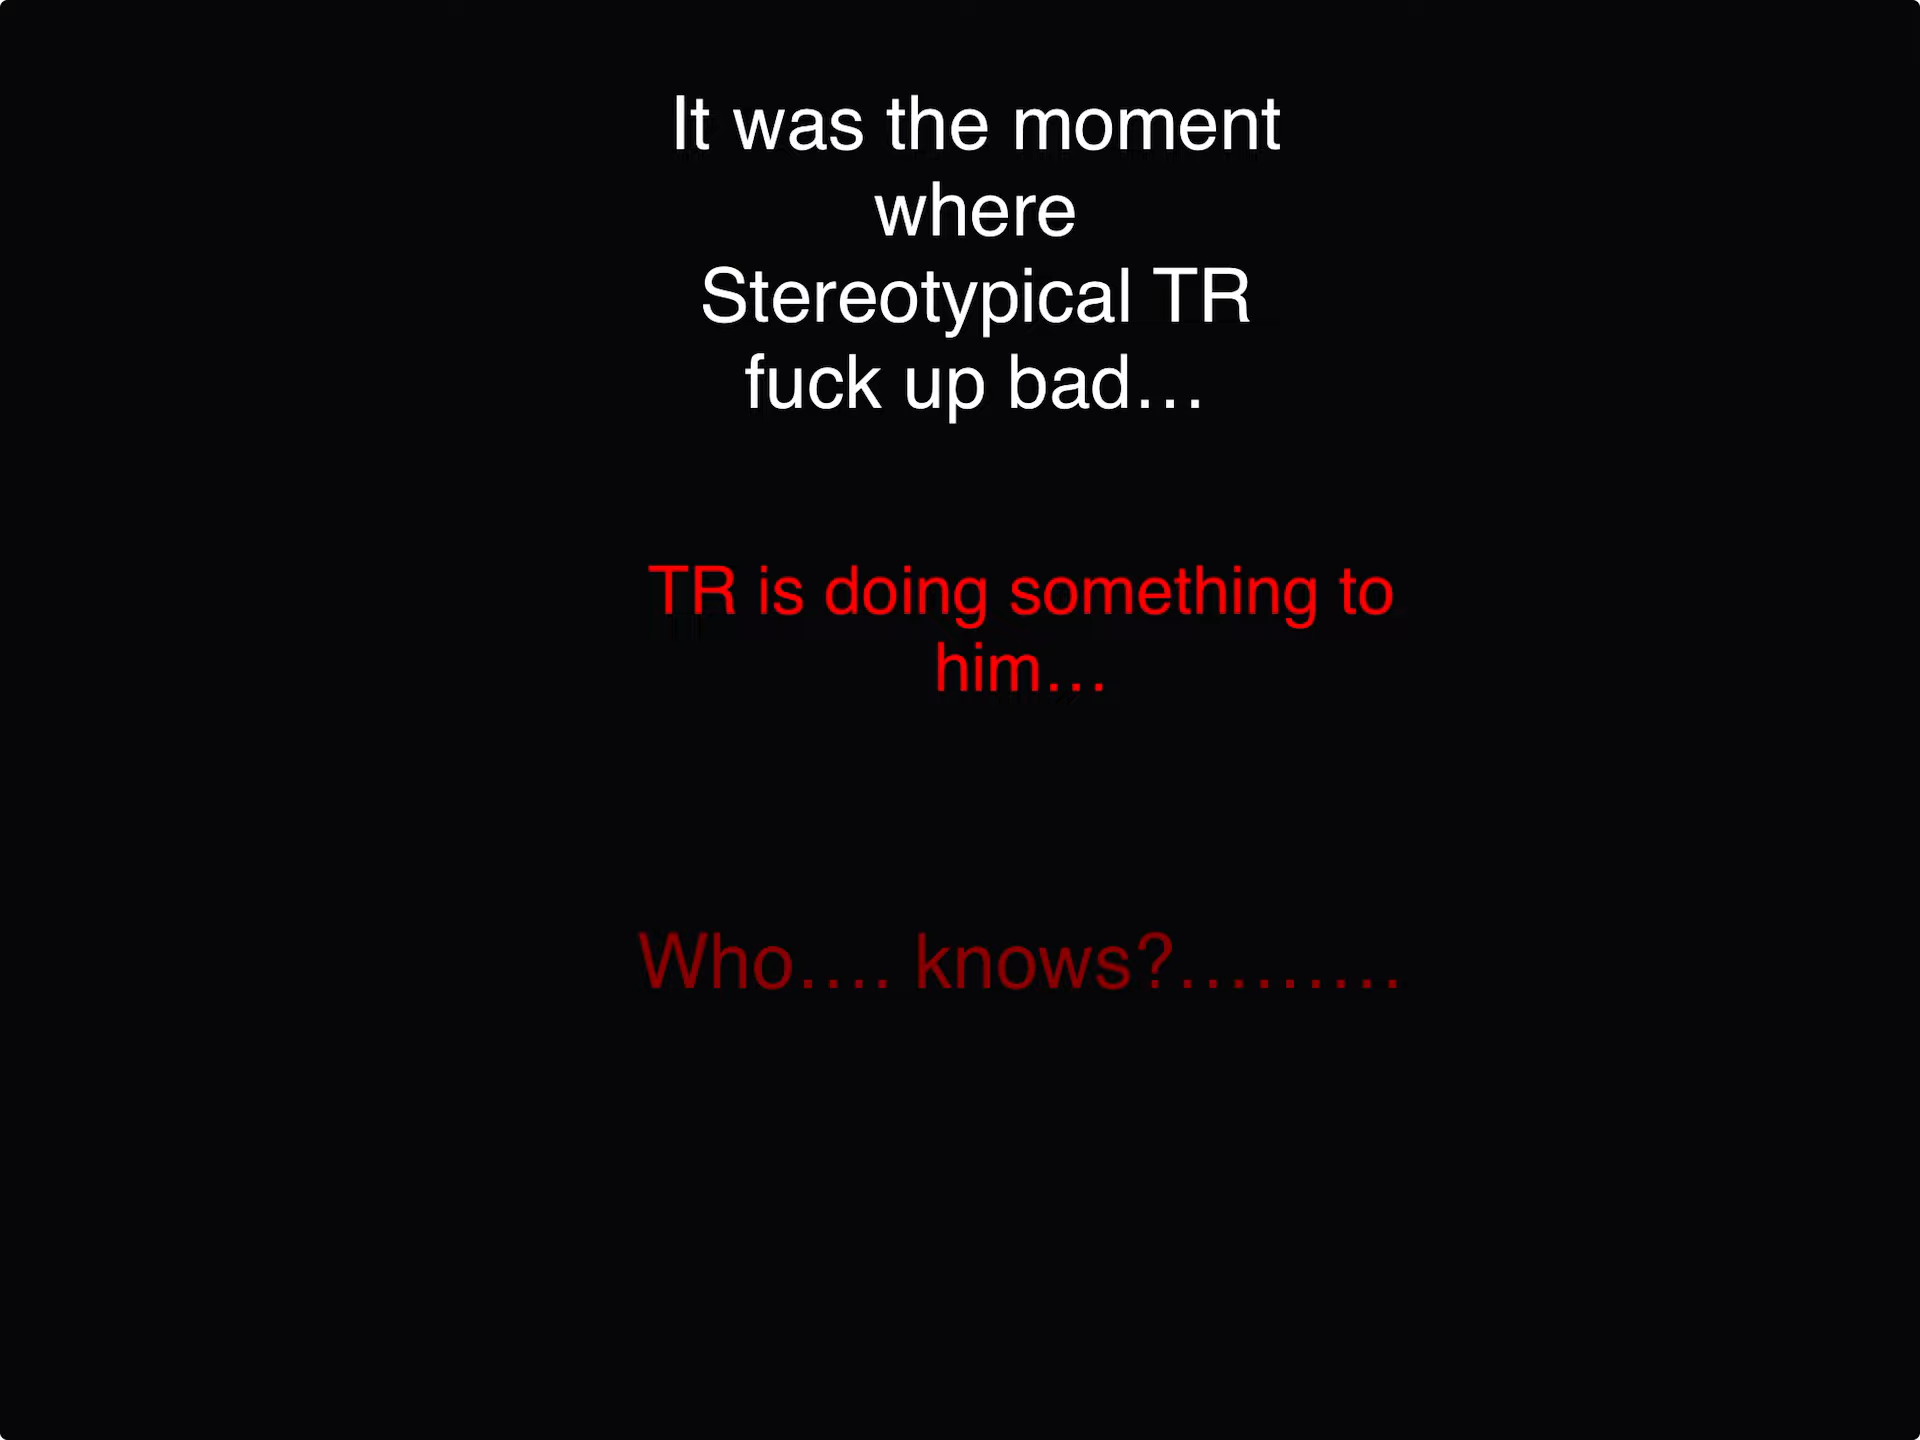 It was the moment
where
Stereotypical TR
fuck up bad…
TR is doing something to
him…
Who…. knows?………